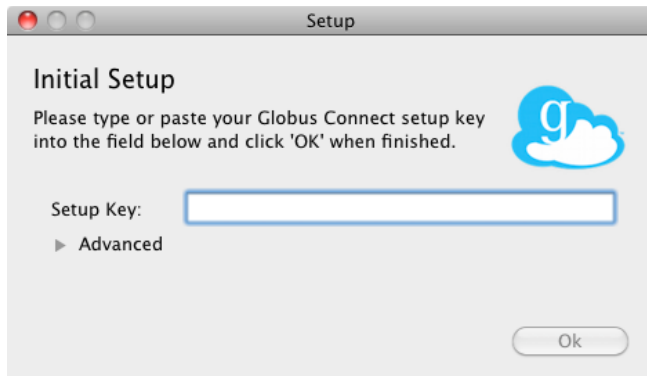 Setup
Initial Setup
Please type or paste your Globus Connect setup key
into the field below and click 'OK' when finished.
g
Setup Key:
Advanced
Ok